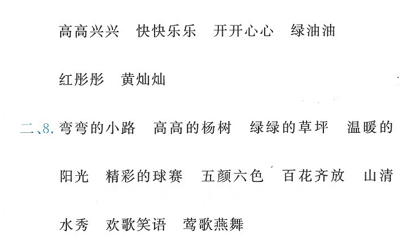 高高兴兴 快快乐乐 开开心心 绿油油
红彤彤 黄灿灿
二、8. 弯弯的小路 高高的杨树 绿绿的草坪 温暖的
阳光 精彩的球赛 五颜六色 百花齐放 山清
水秀 欢歌笑语 莺歌燕舞